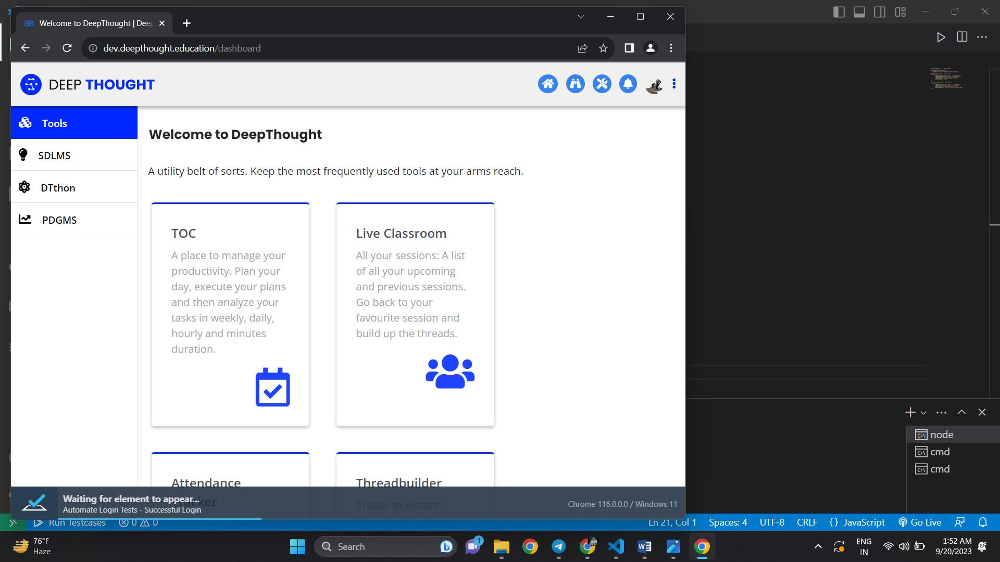 Welcome to DeepThought | Deep
dev.deepthought.education/dashboard
DEEP THOUGHT
Tools
SDLMS
DTthon
PDGMS
Welcome to DeepThought
A utility belt of sorts. Keep the most frequently used tools at your arms reach.
TOC
A place to manage your
productivity. Plan your
day, execute your plans
and then analyze your
tasks in weekly, daily,
hourly and minutes
duration.
Live Classroom
All your sessions: A list
of all your upcoming
and previous sessions.
Go back to your
favourite session and
build up the threads.
Attendance
Tracker
Threadbuilder
Create an instant
Waiting for element to appear...
Automate Login Tests - Successful Login
Chrome 116.0.0.0 / Windows 11
node
cmd
cmd
Run Testcases
0
0
Ln 21, Col 1
Spaces: 4
UTF-8
CRLF
{ } JavaScript
Go Live
76°F
Haze
Search
1
ENG
IN
1:52 AM
9/20/2023